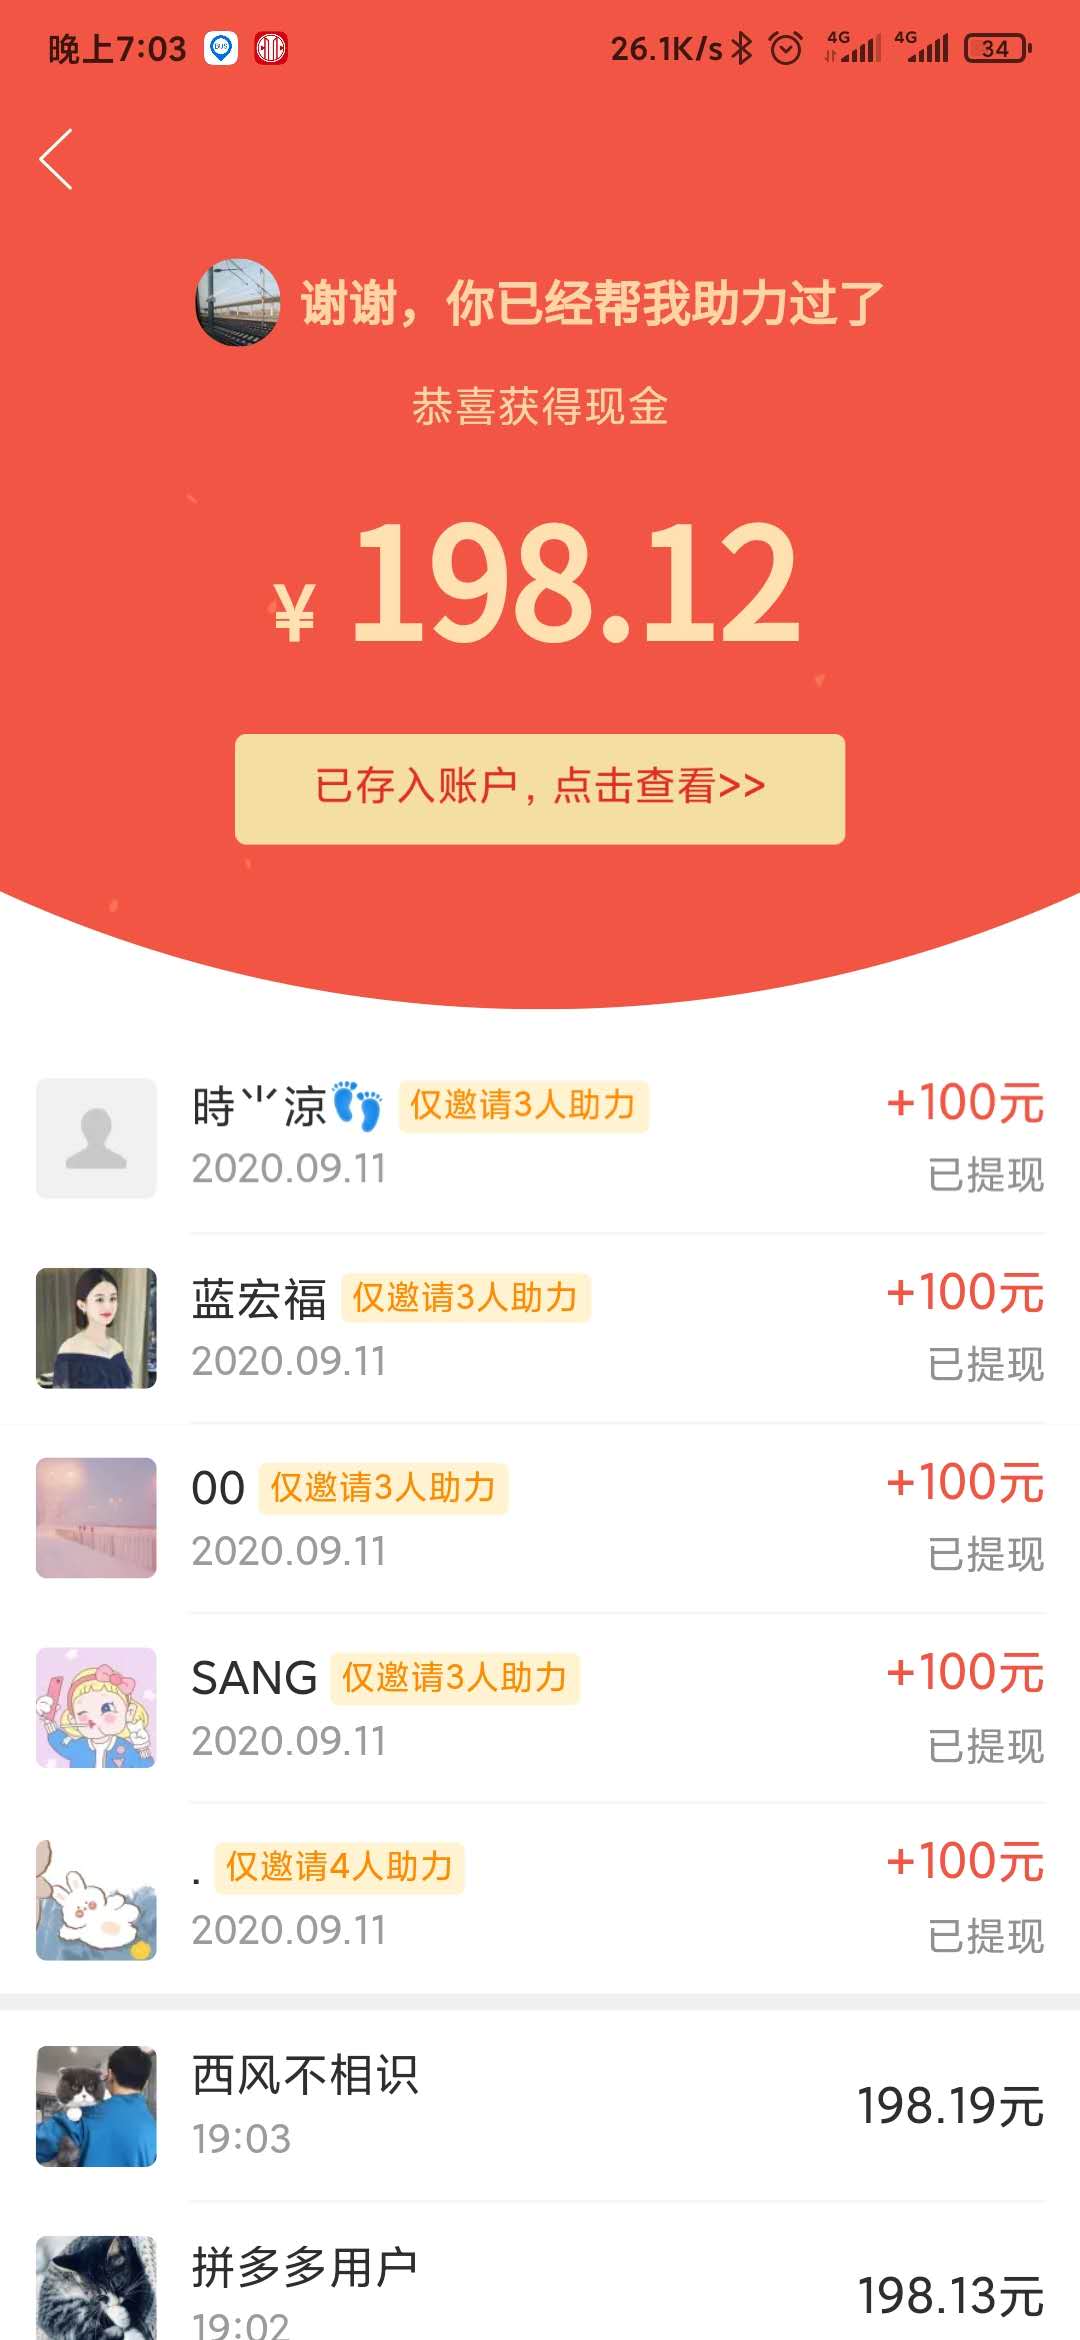 晚上7:03
26.1K/s
4G
4G
34
谢谢，你已经帮我助力过了
恭喜获得现金
¥198.12
已存入账户，点击查看>>
時涼👣 仅邀请3人助力 +100元
2020.09.11 已提现
蓝宏福 仅邀请3人助力 +100元
2020.09.11 已提现
00 仅邀请3人助力 +100元
2020.09.11 已提现
SANG 仅邀请3人助力 +100元
2020.09.11 已提现
. 仅邀请4人助力 +100元
2020.09.11 已提现
西风不相识
198.19元
19:03
拼多多用户
198.13元
19:02